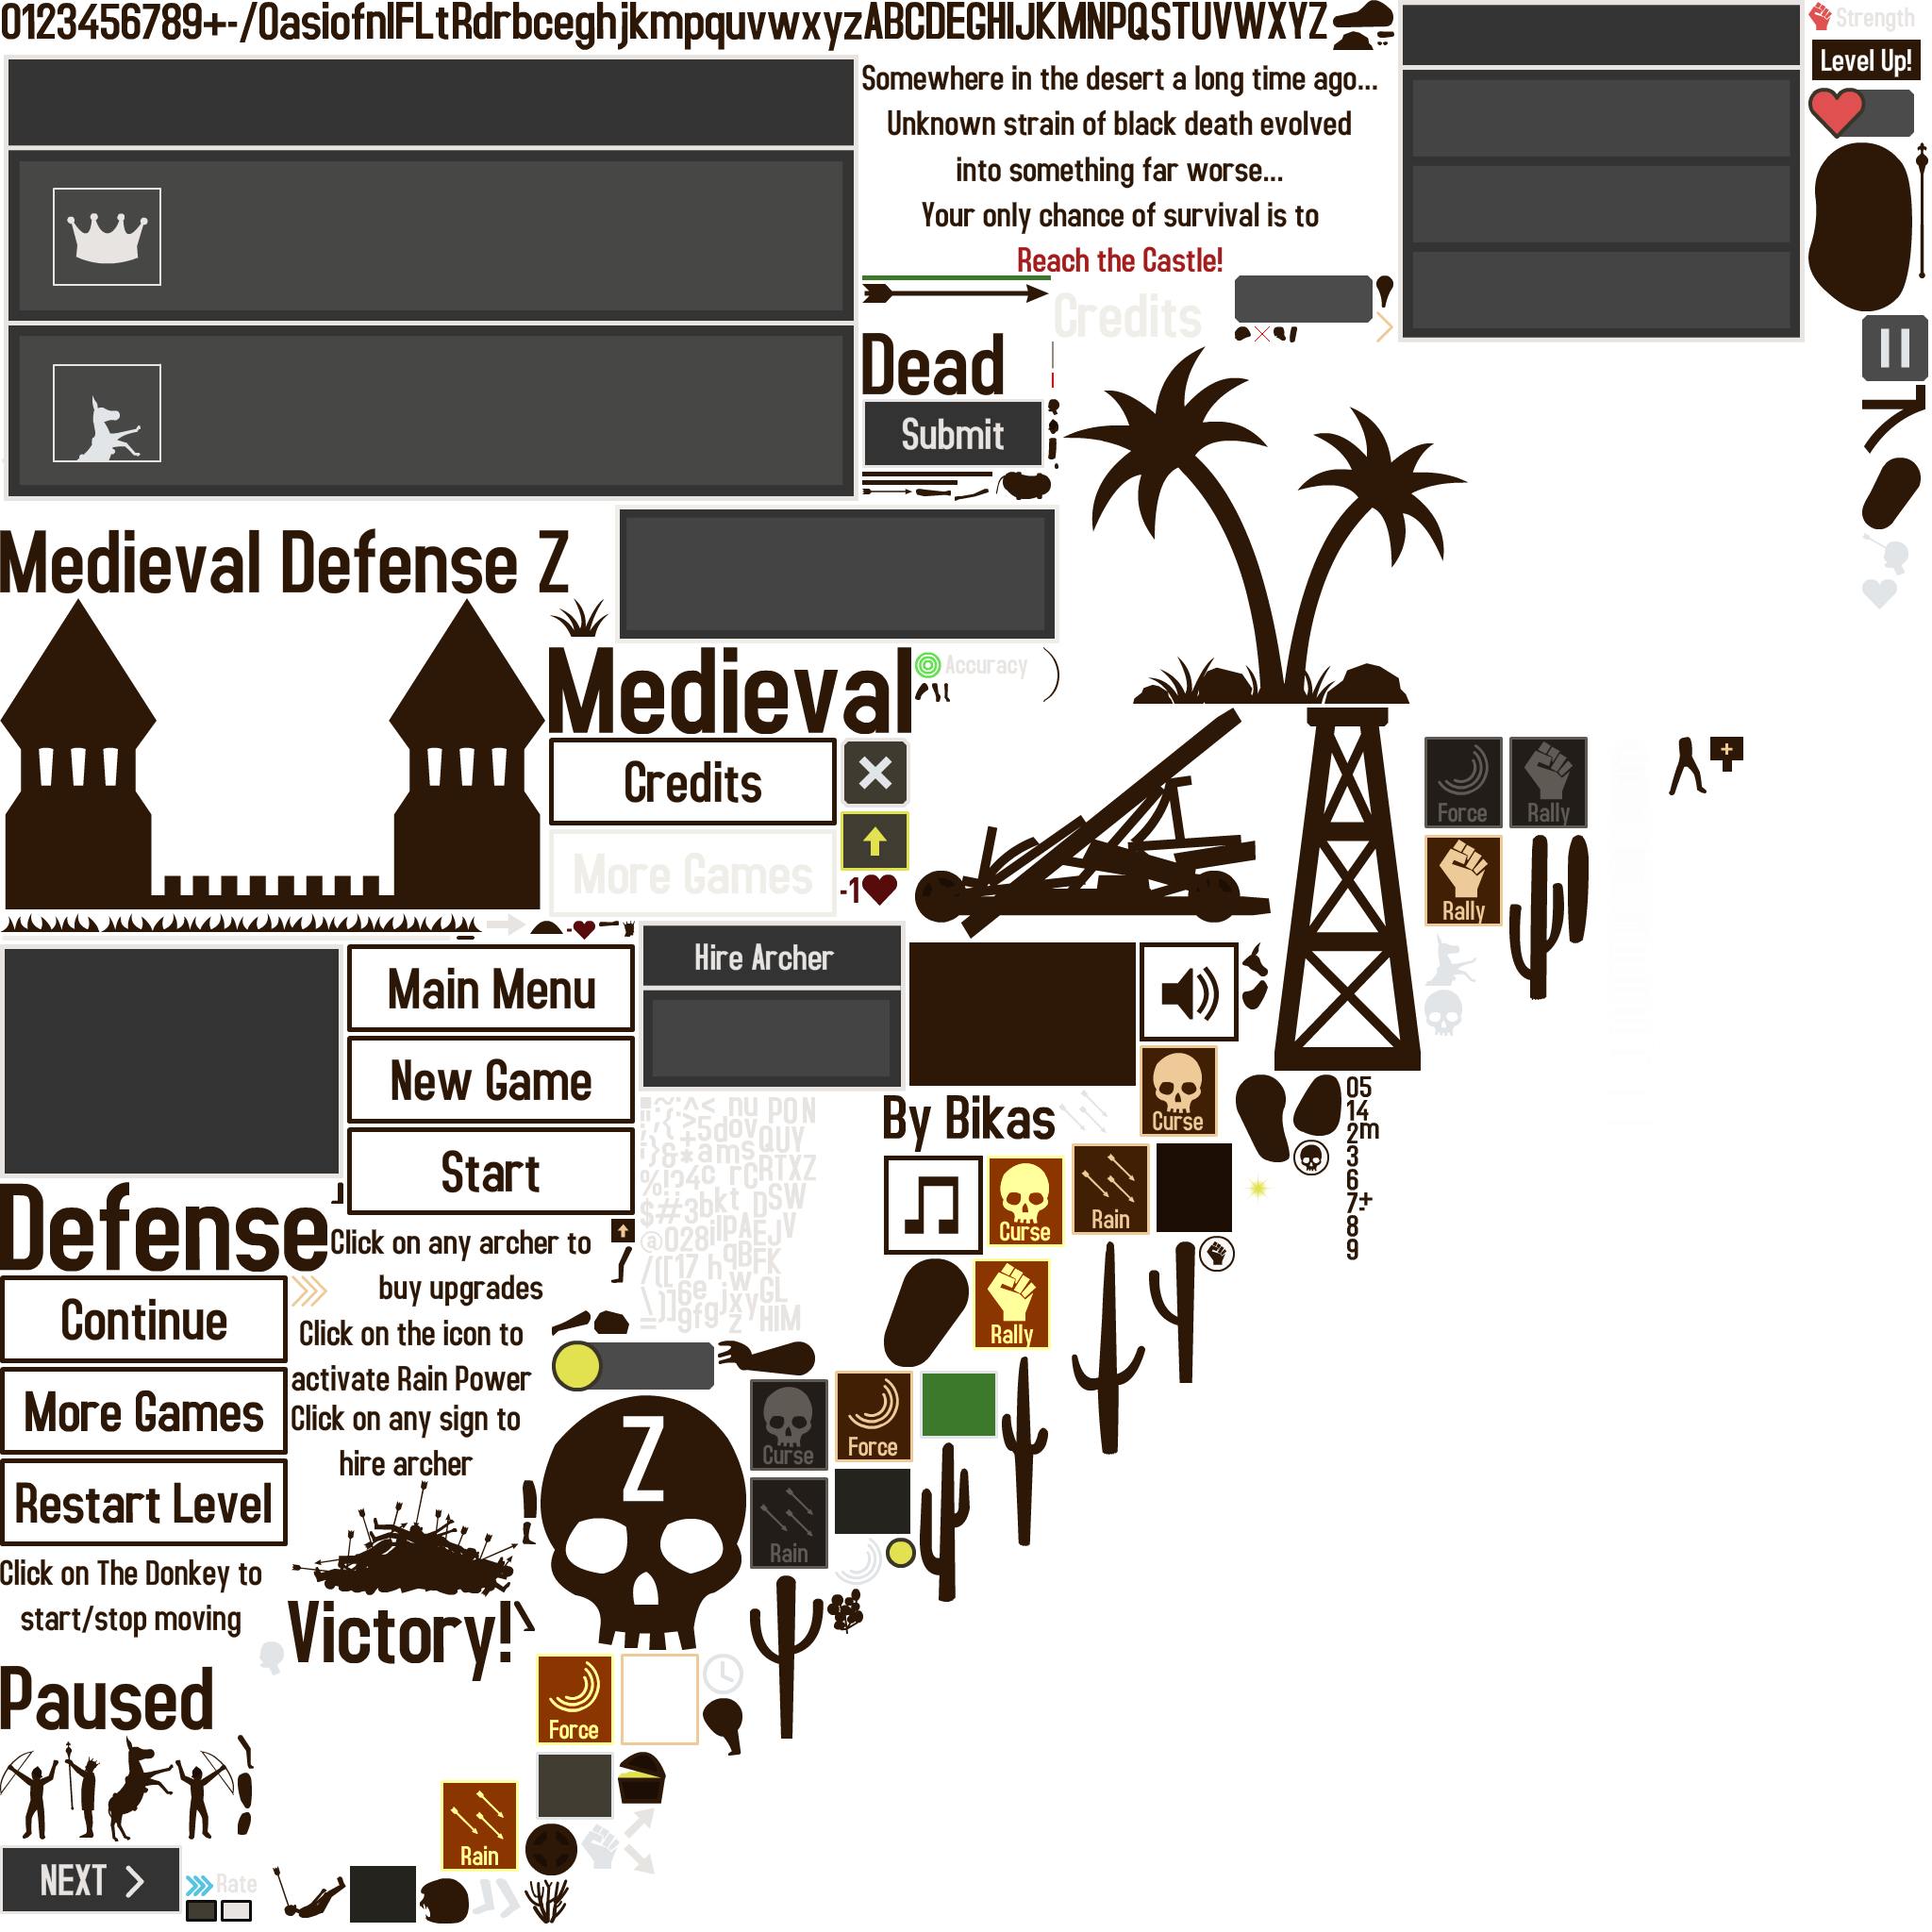 0123456789+-/OasiofnlFLtRdrbceghjkmpquvwxyzABCDEGHIJKMNPQSTUVWXYZ
Strength
Level Up!
Somewhere in the desert a long time ago...
Unknown strain of black death evolved
into something far worse...
Your only chance of survival is to
Reach the Castle!
Credits
Dead
Submit
Medieval Defense Z
Medieval
Accuracy
Credits
More Games
-1
Force
Rally
Rally
Hire Archer
Main Menu
New Game
Start
Curse
By Bikas
Curse
Rain
05
14
2m
3
6
7+
8
9
Defense
Click on any archer to
buy upgrades
Continue
Click on the icon to
activate Rain Power
Rally
More Games
Click on any sign to
hire archer
Restart Level
Z
Curse
Force
Rain
Click on The Donkey to
start/stop moving
Victory!
Paused
Force
Rain
NEXT
Rate